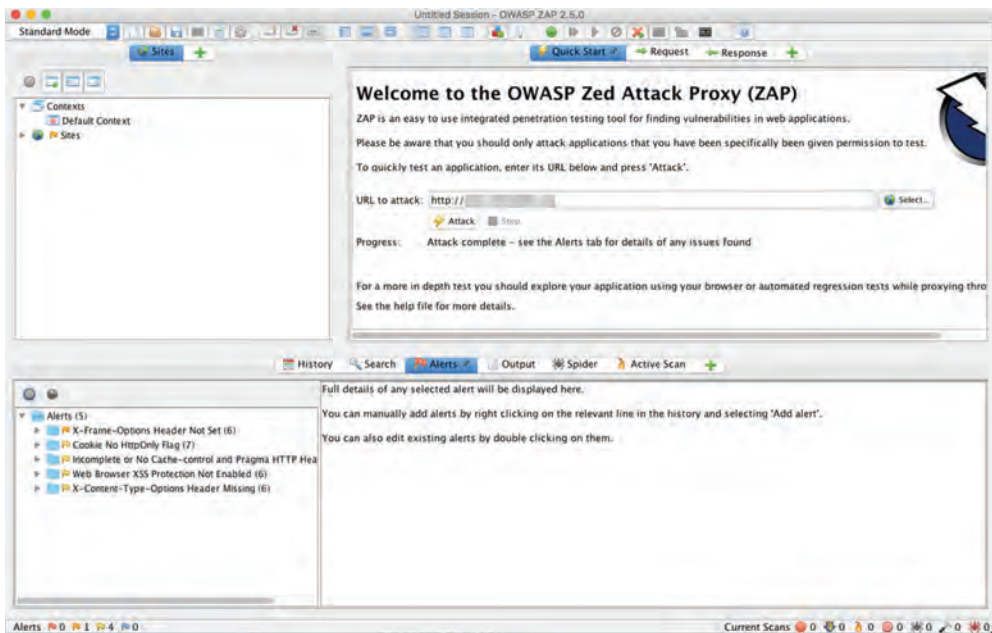 Untitled Session - OWASP ZAP 2.5.0
Standard Mode
Sites
Quick Start
Request
Response
Contexts
Default Context
Sites
Welcome to the OWASP Zed Attack Proxy (ZAP)
ZAP is an easy to use integrated penetration testing tool for finding vulnerabilities in web applications.
Please be aware that you should only attack applications that you have been specifically been given permission to test.
To quickly test an application, enter its URL below and press 'Attack'.
URL to attack: http://
Select...
Attack Stop
Progress: Attack complete - see the Alerts tab for details of any issues found
For a more in depth test you should explore your application using your browser or automated regression tests while proxying thro
See the help file for more details.
History Search Alerts Output Spider Active Scan
Alerts (5)
X-Frame-Options Header Not Set (6)
Cookie No HttpOnly Flag (7)
Incomplete or No Cache-control and Pragma HTTP Hea
Web Browser XSS Protection Not Enabled (6)
X-Content-Type-Options Header Missing (6)
Full details of any selected alert will be displayed here.
You can manually add alerts by right clicking on the relevant line in the history and selecting 'Add alert'.
You can also edit existing alerts by double clicking on them.
Alerts 0 1 4 0
Current Scans 0 0 0 0 0 0 0